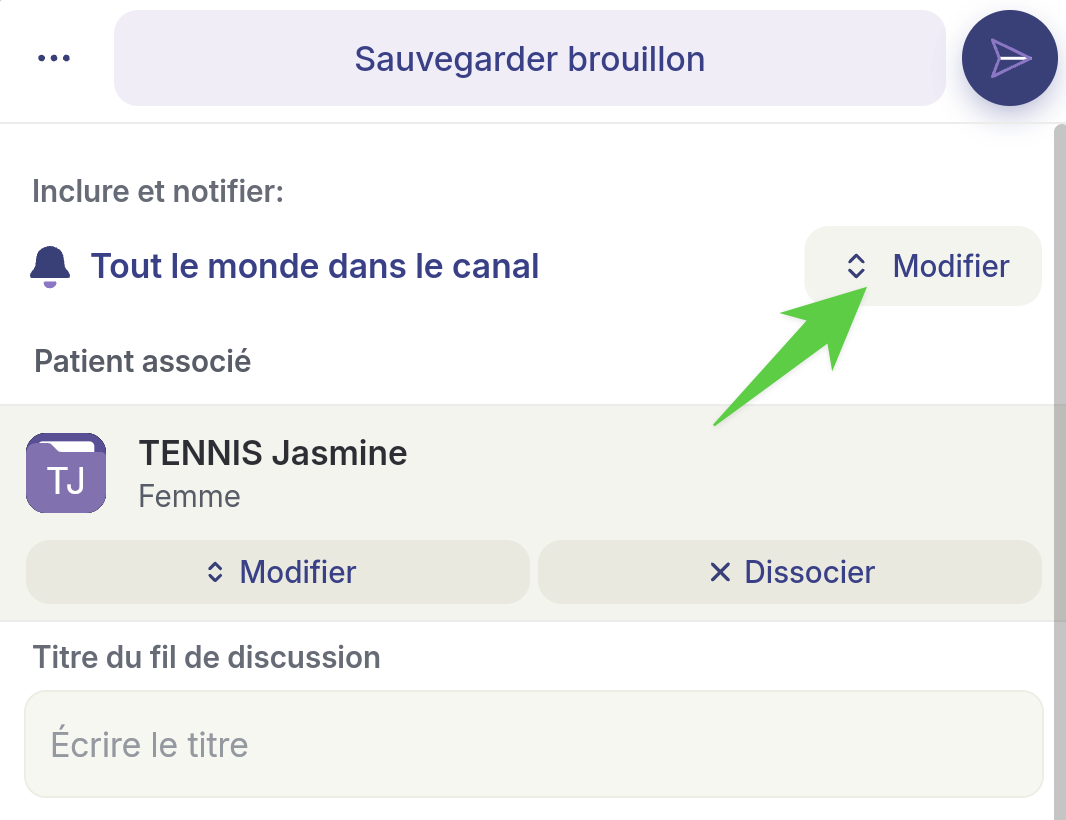 Sauvegarder brouillon
Inclure et notifier:
Tout le monde dans le canal
Modifier
Patient associé
TJ
TENNIS Jasmine
Femme
Modifier
Dissocier
Titre du fil de discussion
Écrire le titre